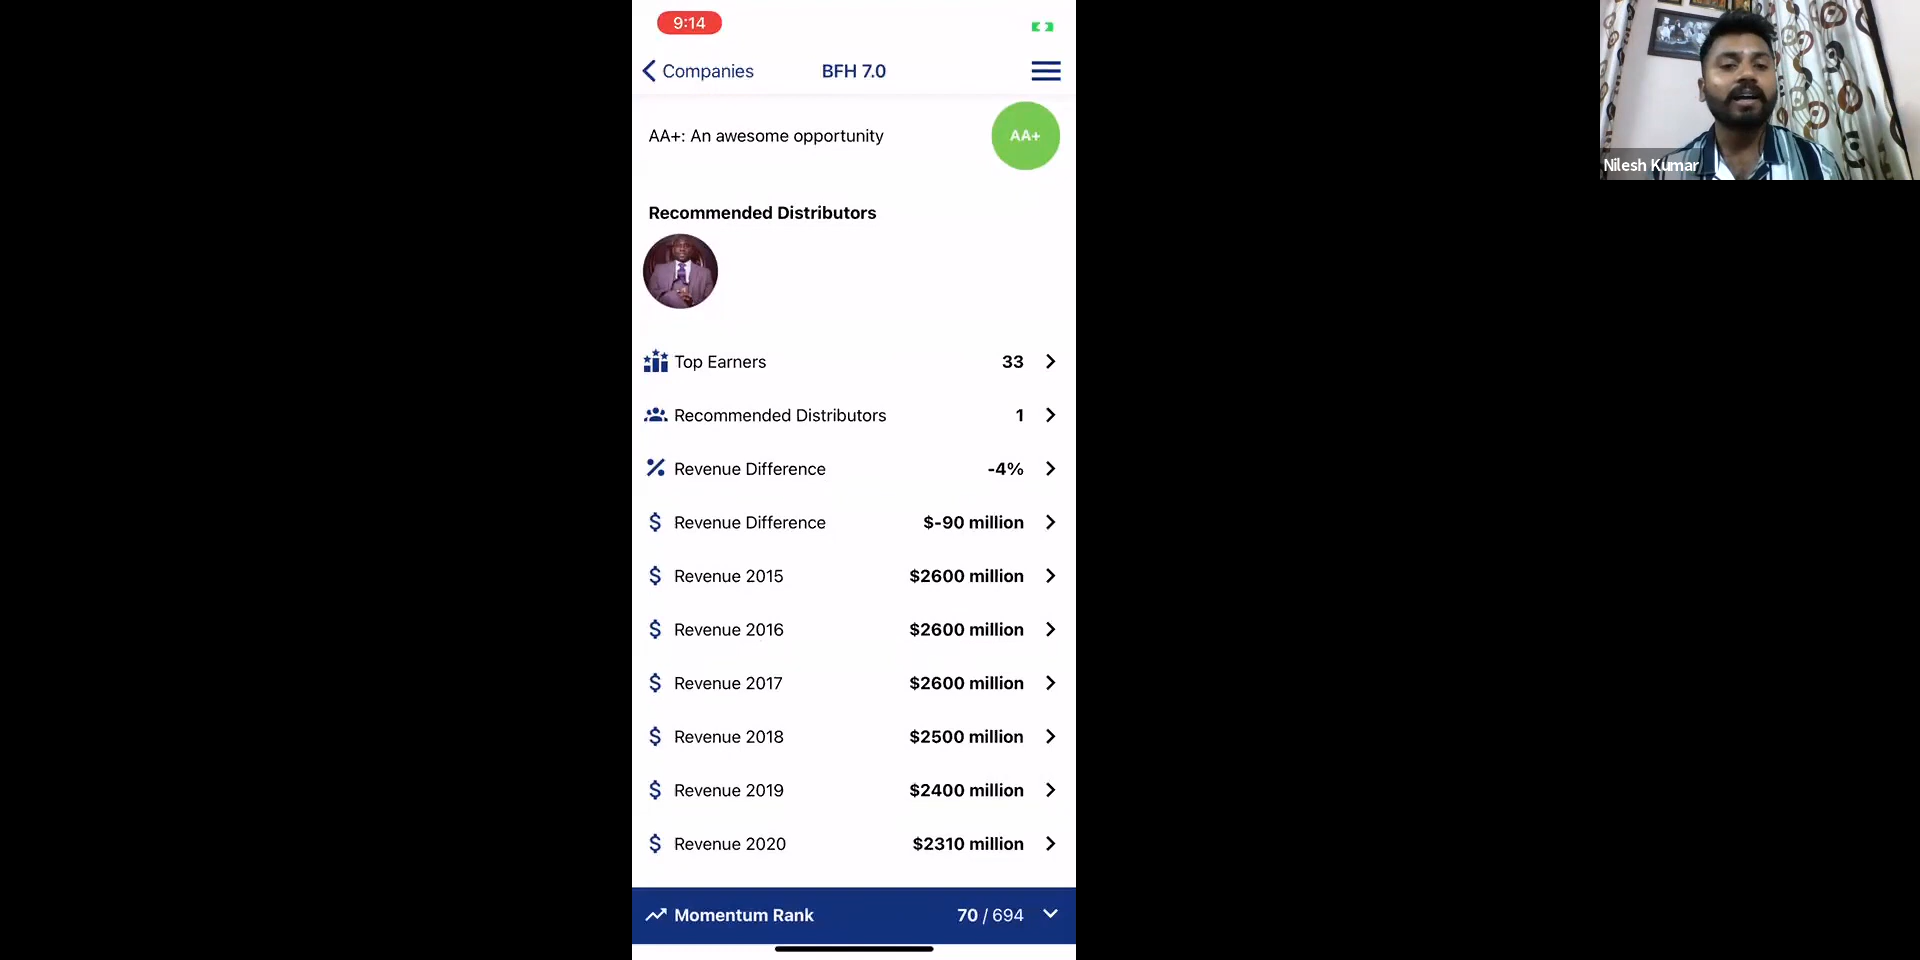 9:14
Companies
BFH 7.0
AA+: An awesome opportunity
AA+
Recommended Distributors
Top Earners 33
Recommended Distributors 1
Revenue Difference -4%
Revenue Difference $-90 million
Revenue 2015 $2600 million
Revenue 2016 $2600 million
Revenue 2017 $2600 million
Revenue 2018 $2500 million
Revenue 2019 $2400 million
Revenue 2020 $2310 million
Momentum Rank 70 / 694
Nilesh Kumar